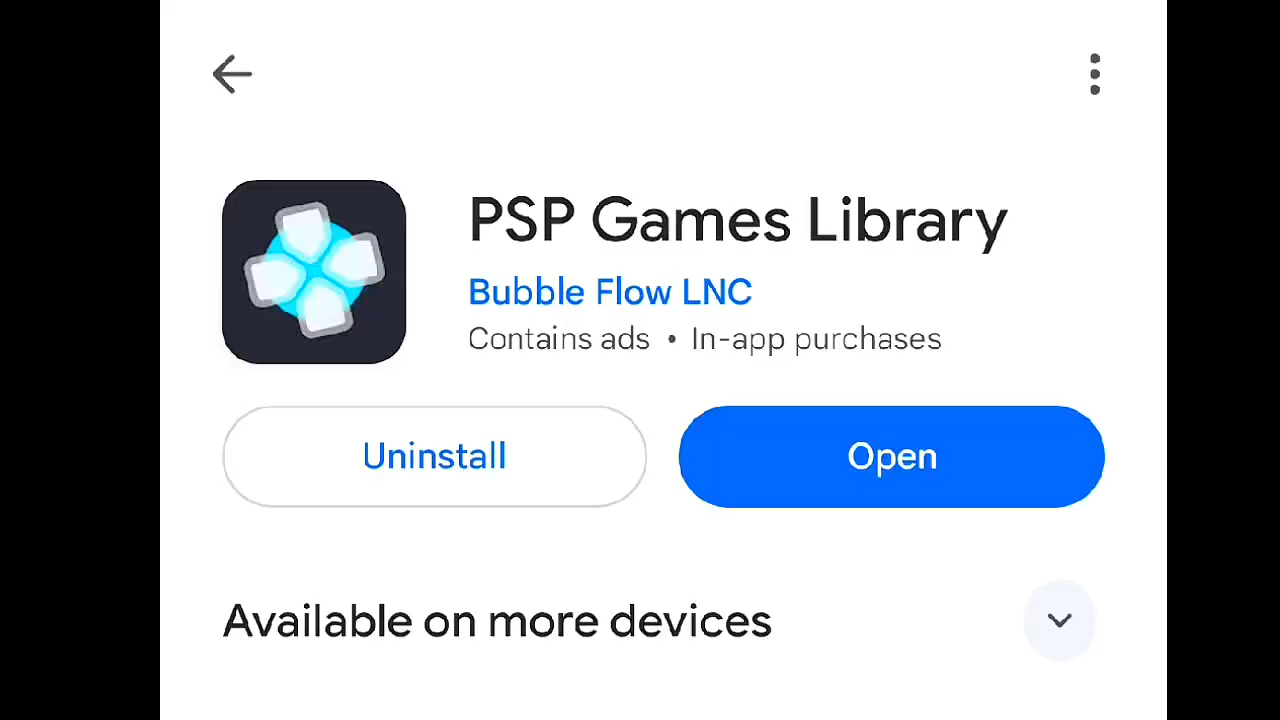 PSP Games Library
Bubble Flow LNC
Contains ads • In-app purchases
Uninstall
Open
Available on more devices